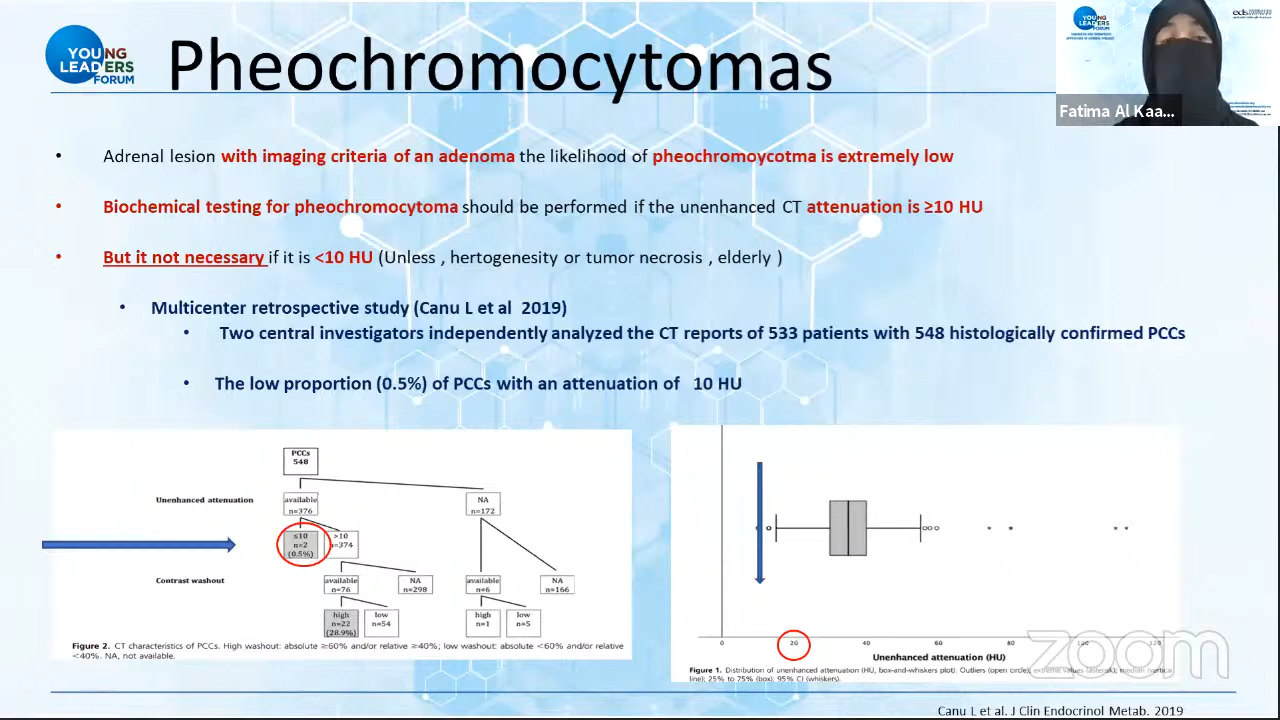 YOUNG
LEADERS
FORUM
Pheochromocytomas
YOUNG
LEADERS
FORUM
Fatima Al Kaa...
• Adrenal lesion with imaging criteria of an adenoma the likelihood of pheochromoycotma is extremely low
• Biochemical testing for pheochromocytoma should be performed if the unenhanced CT attenuation is ≥10 HU
• But it not necessary if it is <10 HU (Unless , hertogenesity or tumor necrosis , elderly )
• Multicenter retrospective study (Canu L et al 2019)
• Two central investigators independently analyzed the CT reports of 533 patients with 548 histologically confirmed PCCs
• The low proportion (0.5%) of PCCs with an attenuation of 10 HU
PCCs
548
Unenhanced attenuation
available
n=376
NA
n=172
≤10
n=2
(0.5%)
>10
n=374
Contrast washout
available
n=76
NA
n=298
available
n=6
NA
n=166
high
n=22
(28.9%)
low
n=54
high
n=1
low
n=5
Figure 2. CT characteristics of PCCs. High washout: absolute ≥60% and/or relative ≥40%; low washout: absolute <60% and/or relative
<40%. NA, not available.
0 20 40 60 80 100 120
Unenhanced attenuation (HU)
Figure 1. Distribution of unenhanced attenuation (HU, box-and-whiskers plot). Outliers (open circle); extreme values (asterisk); median (vertical
line); 25% to 75% (box); 95% CI (whiskers).
zoom
Canu L et al. J Clin Endocrinol Metab. 2019